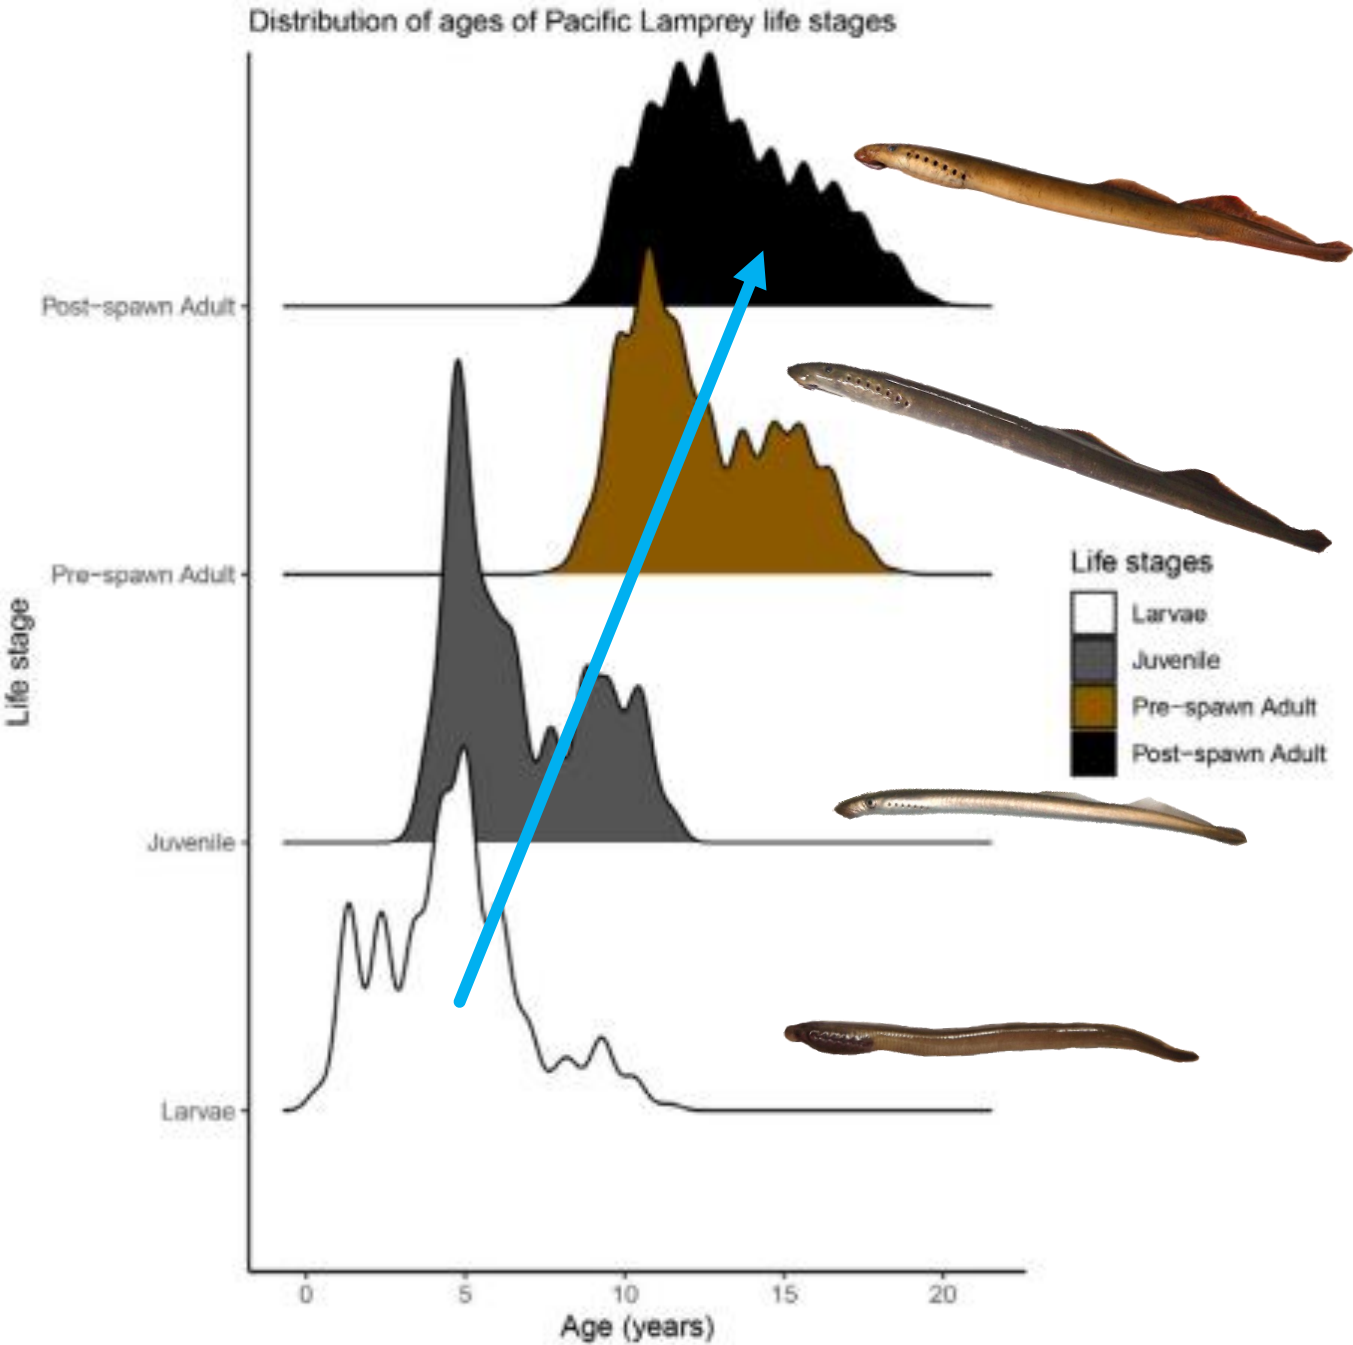 Distribution of ages of Pacific Lamprey life stages
Post-spawn Adult
Pre-spawn Adult
Juvenile
Larvae
Life stage
0 5 10 15 20
Age (years)
Life stages
Larvae
Juvenile
Pre-spawn Adult
Post-spawn Adult